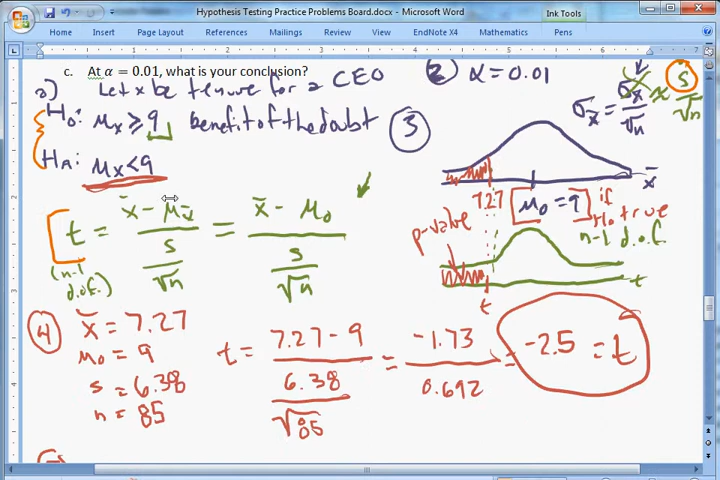 Hypothesis Testing Practice Problems Board.docx - Microsoft Word
Ink Tools
Home Insert Page Layout References Mailings Review View EndNote X4 Mathematics Pens
c. At α = 0.01, what is your conclusion?
② α = 0.01
a) Let x be tenure for a CEO
H₀: μₓ ≥ 9 benefit of the doubt
Hₐ: μₓ < 9
③
σ_x̄ = σₓ/√n ≈ s/√n
x̄
7.27
μ₀ = 9 if H₀ true
t = (x̄ − μ_x̄)/(s/√n) = (x̄ − μ₀)/(s/√n)
(n-1 d.o.f.)
p-value
n-1 d.o.f.
t
t
④ x̄ = 7.27
μ₀ = 9
s = 6.38
n = 85
t = (7.27 − 9)/(6.38/√85) = −1.73/0.692 = −2.5 = t